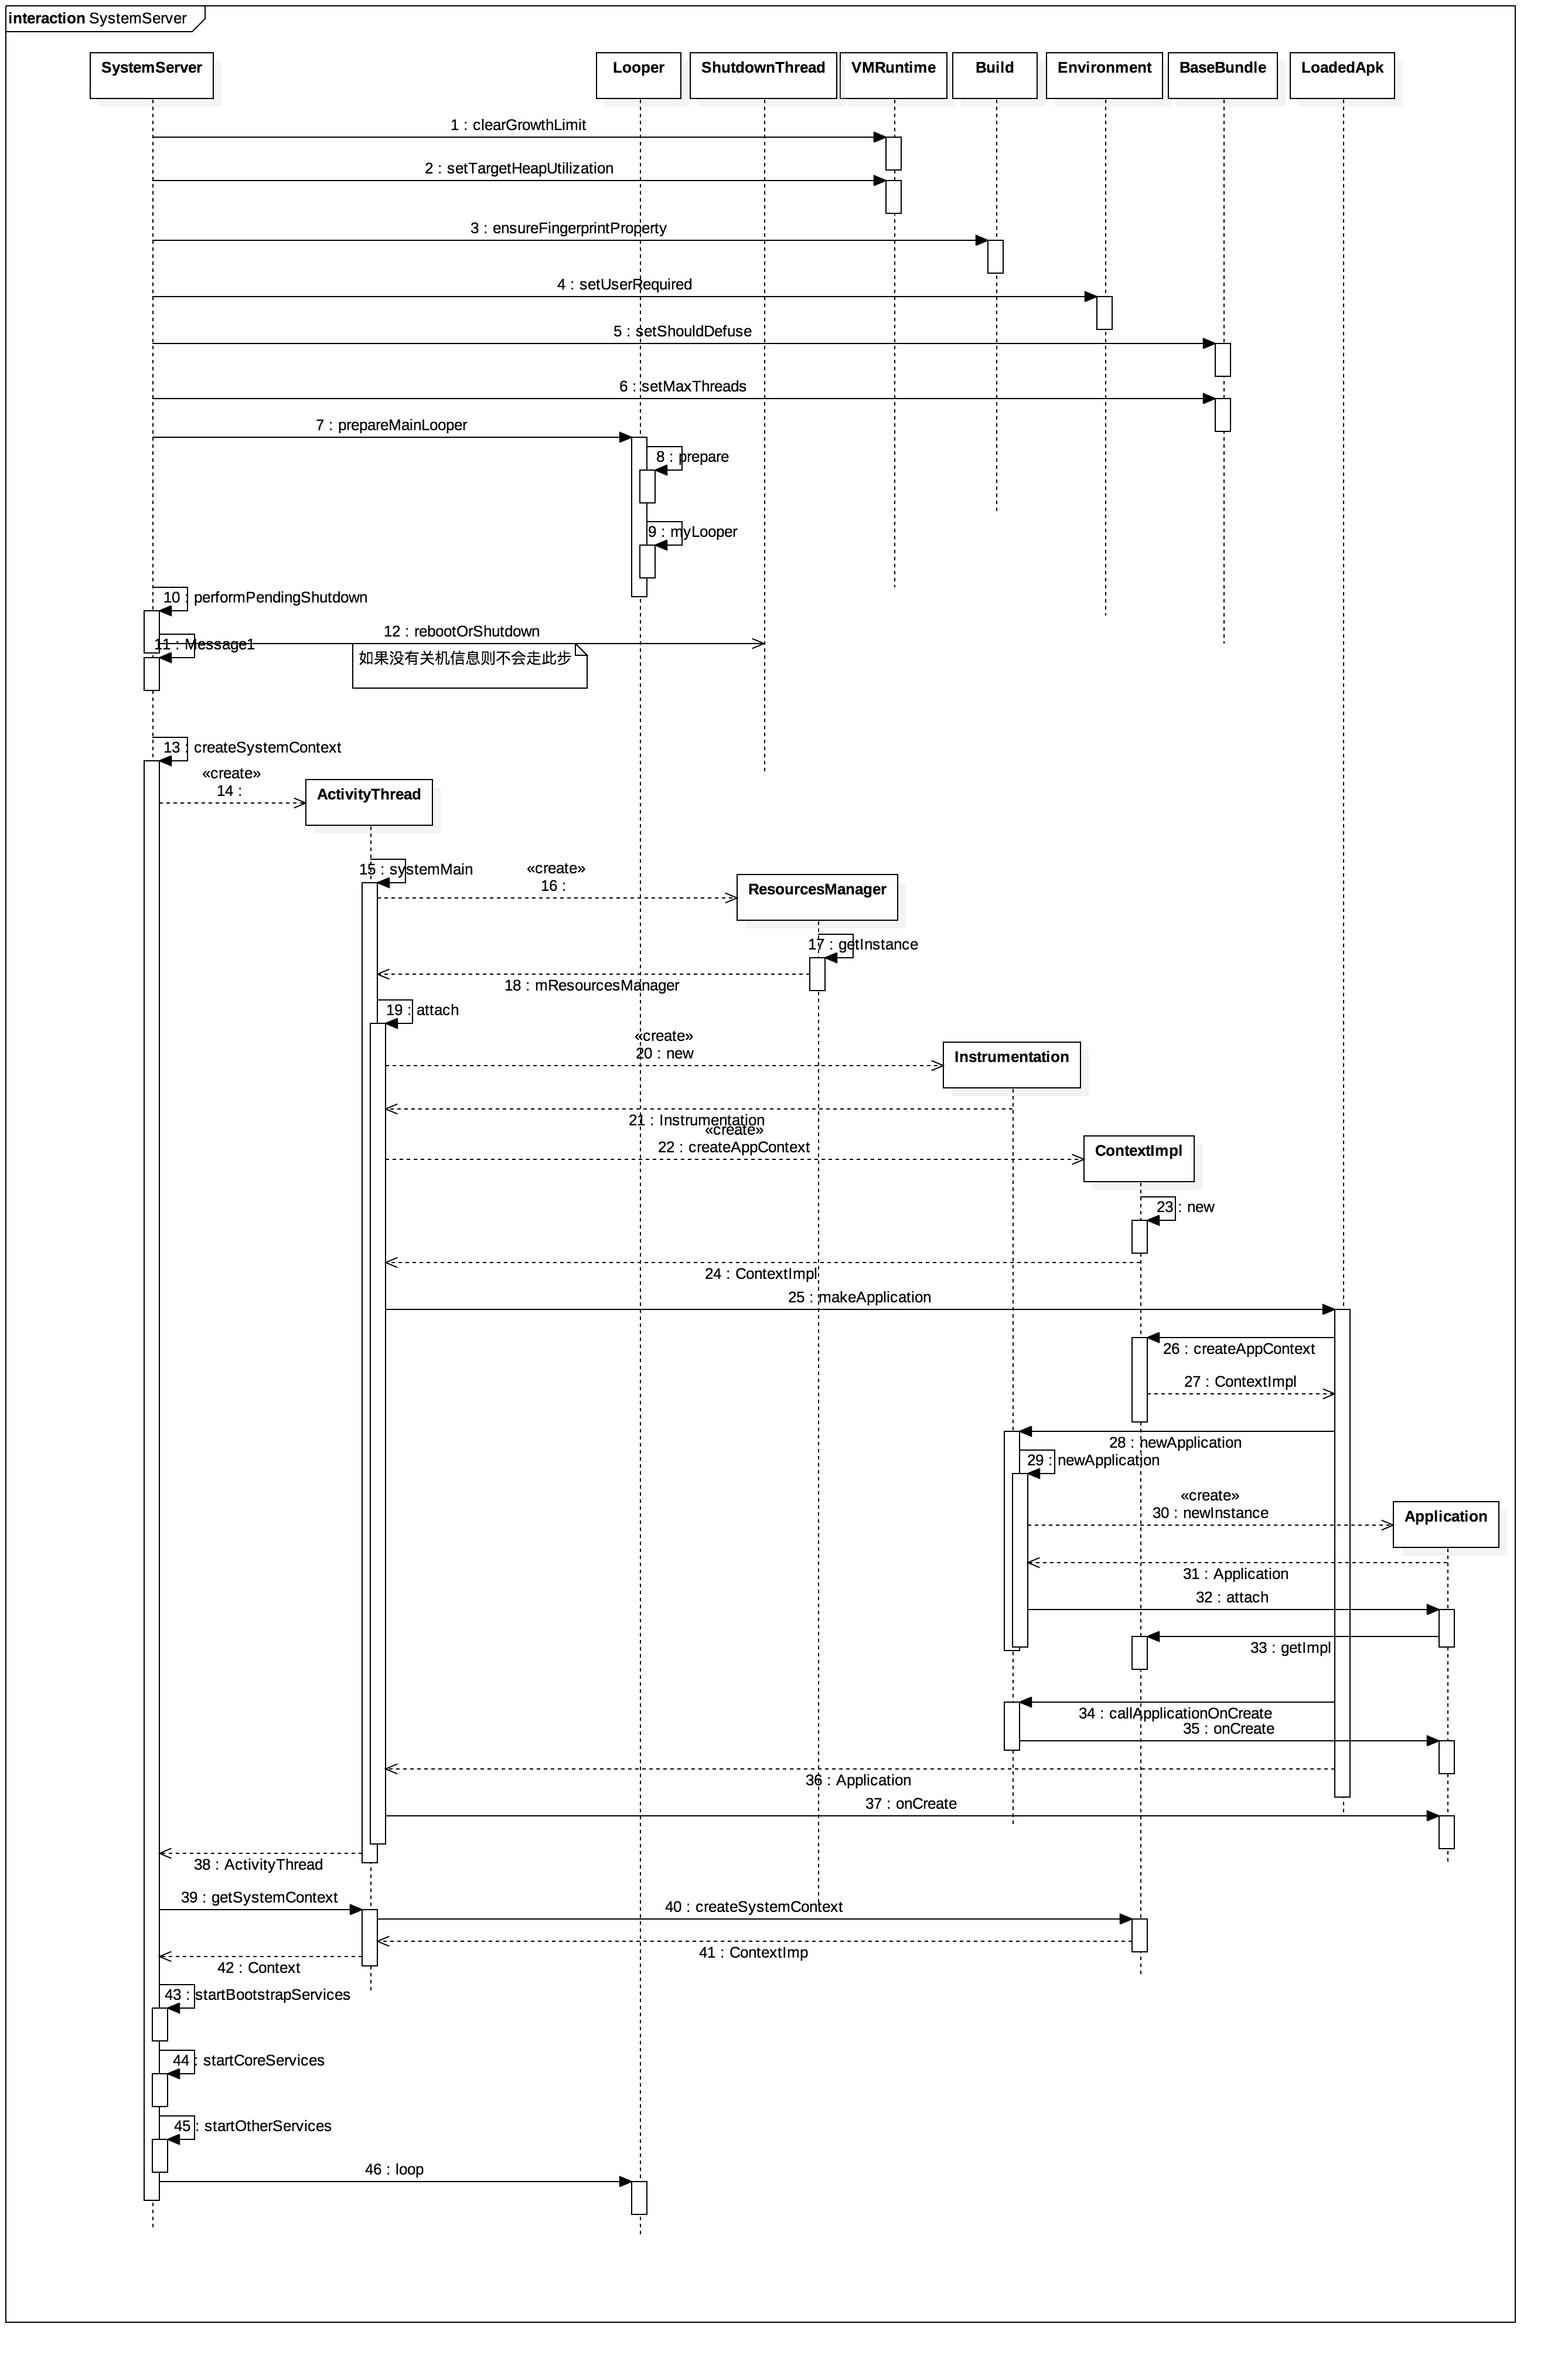 interaction SystemServer
SystemServer
Looper
ShutdownThread
VMRuntime
Build
Environment
BaseBundle
LoadedApk
1 : clearGrowthLimit
2 : setTargetHeapUtilization
3 : ensureFingerprintProperty
4 : setUserRequired
5 : setShouldDefuse
6 : setMaxThreads
7 : prepareMainLooper
8 : prepare
9 : myLooper
10 : performPendingShutdown
12 : rebootOrShutdown
11 : Message1
如果没有关机信息则不会走此步
13 : createSystemContext
«create»
14 :
ActivityThread
15 : systemMain
«create»
16 :
ResourcesManager
17 : getInstance
18 : mResourcesManager
19 : attach
«create»
20 : new
Instrumentation
21 : Instrumentation
«create»
22 : createAppContext
ContextImpl
23 : new
24 : ContextImpl
25 : makeApplication
26 : createAppContext
27 : ContextImpl
28 : newApplication
29 : newApplication
«create»
30 : newInstance
Application
31 : Application
32 : attach
33 : getImpl
34 : callApplicationOnCreate
35 : onCreate
36 : Application
37 : onCreate
38 : ActivityThread
39 : getSystemContext
40 : createSystemContext
41 : ContextImp
42 : Context
43 : startBootstrapServices
44 : startCoreServices
45 : startOtherServices
46 : loop